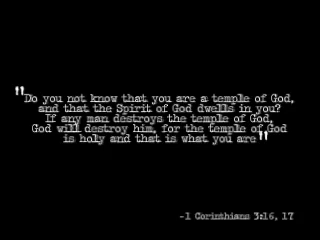 "Do you not know that you are a temple of God,
and that the Spirit of God dwells in you?
If any man destroys the temple of God,
God will destroy him, for the temple of God
is holy and that is what you are"
-1 Corinthians 3:16, 17